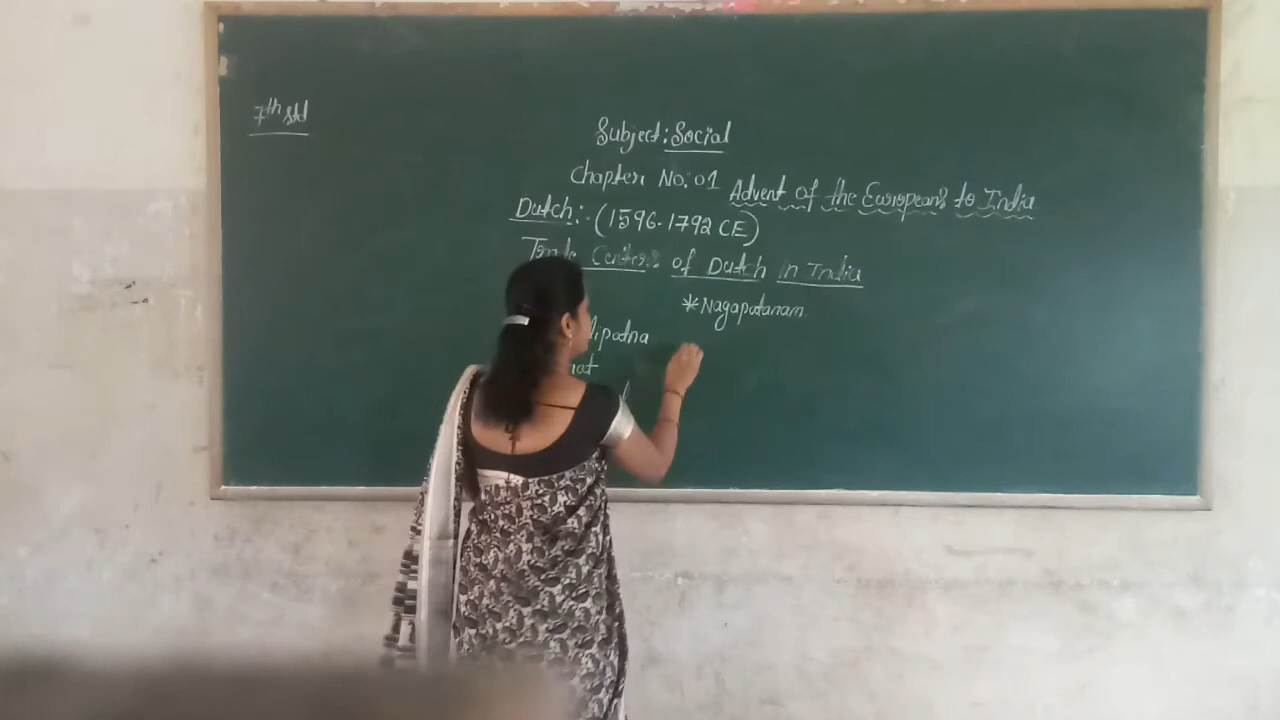 7th std
Subject: Social
Chapter No: 01 Advent of the Europeans to India
Dutch:- (1596-1792 CE)
Centers of Dutch in India
*Nagapatanam